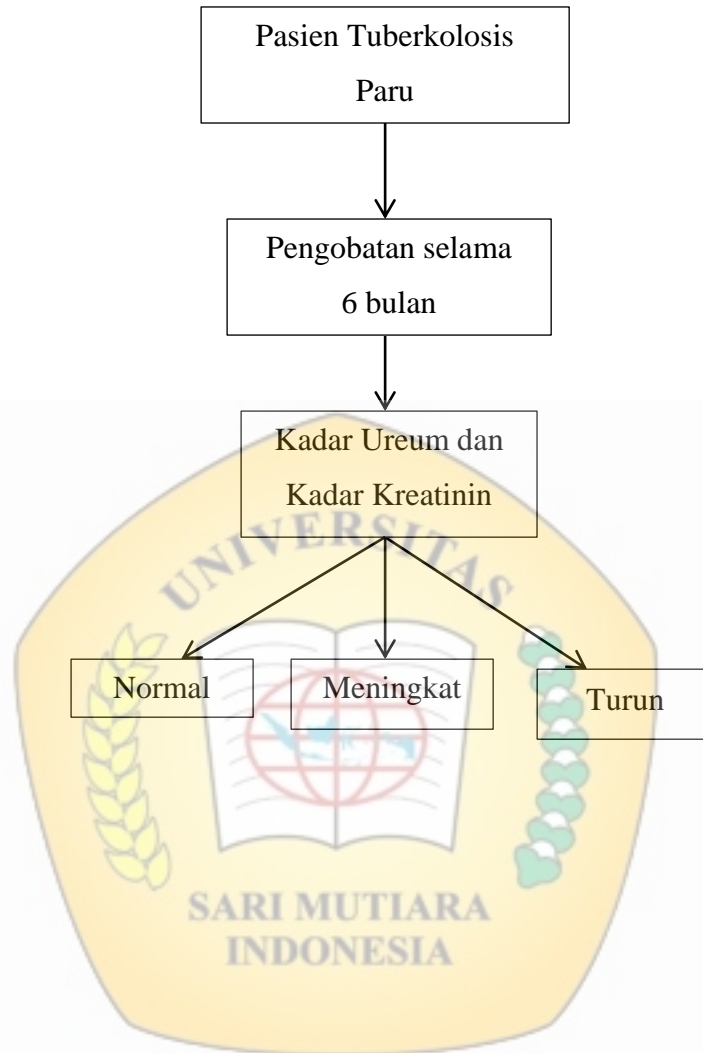 Pasien Tuberkolosis
Paru
Pengobatan selama
6 bulan
Kadar Ureum dan
Kadar Kreatinin
UNIVERSITAS
Normal
Meningkat
Turun
SARI MUTIARA
INDONESIA